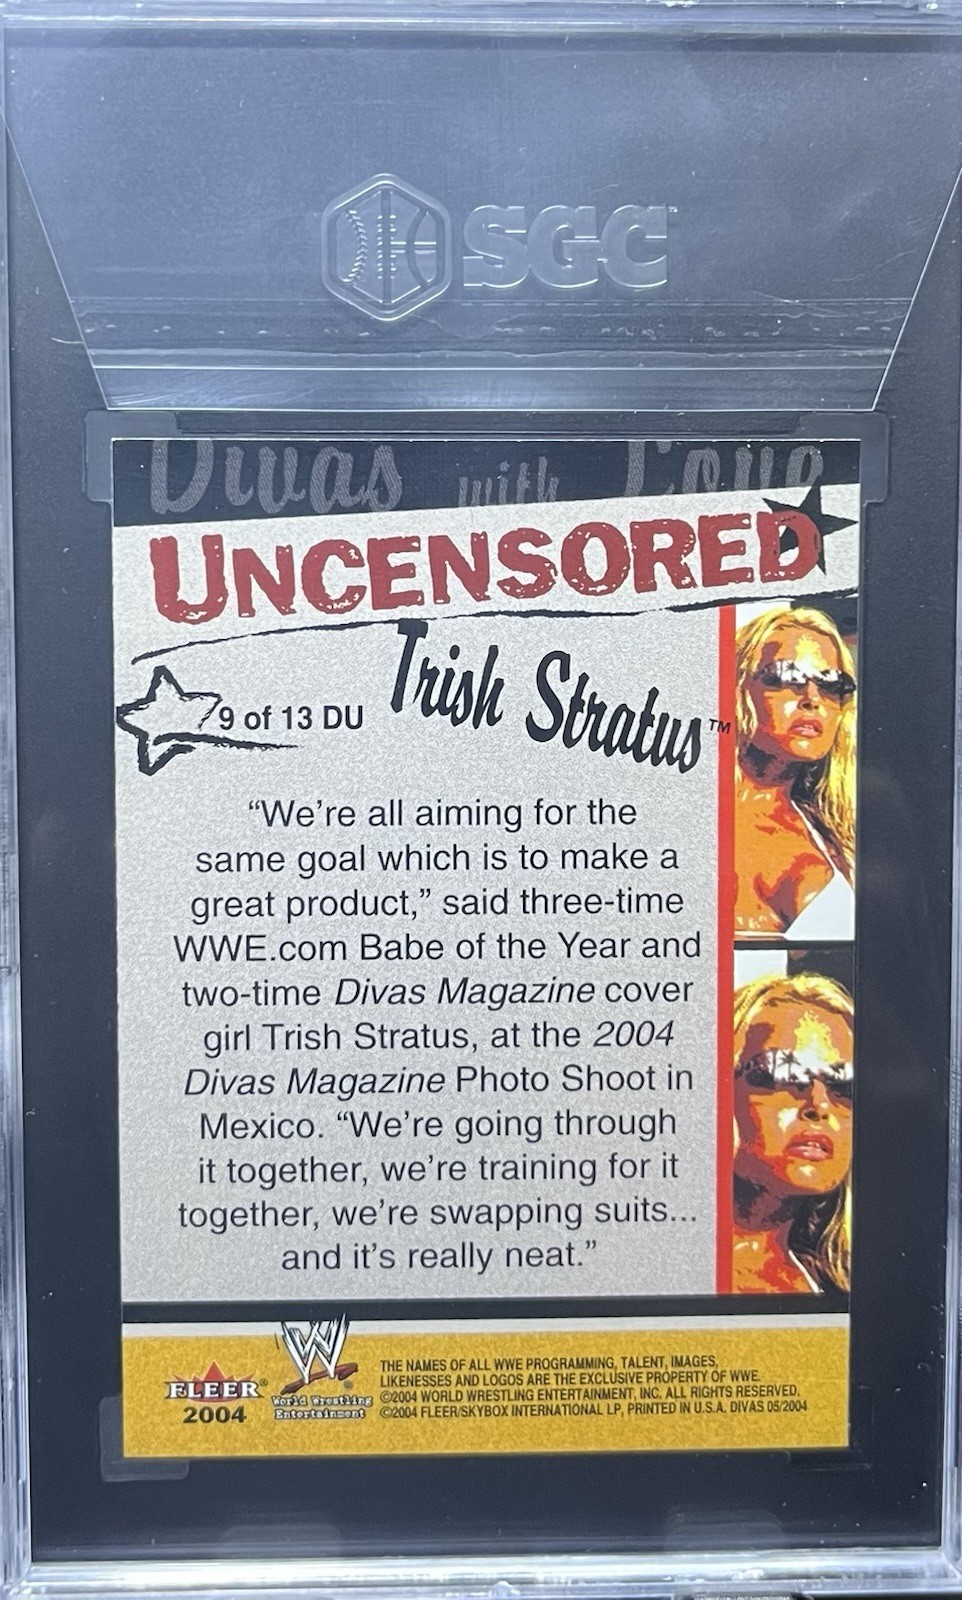 SGC
Divas with Love
UNCENSORED
Trish Stratus™
9 of 13 DU
“We’re all aiming for the
same goal which is to make a
great product,” said three-time
WWE.com Babe of the Year and
two-time Divas Magazine cover
girl Trish Stratus, at the 2004
Divas Magazine Photo Shoot in
Mexico. “We’re going through
it together, we’re training for it
together, we’re swapping suits...
and it’s really neat.”
FLEER®
2004
W®
World Wrestling
Entertainment
THE NAMES OF ALL WWE PROGRAMMING, TALENT, IMAGES,
LIKENESSES AND LOGOS ARE THE EXCLUSIVE PROPERTY OF WWE.
©2004 WORLD WRESTLING ENTERTAINMENT, INC. ALL RIGHTS RESERVED.
©2004 FLEER/SKYBOX INTERNATIONAL LP, PRINTED IN U.S.A. DIVAS 05/2004